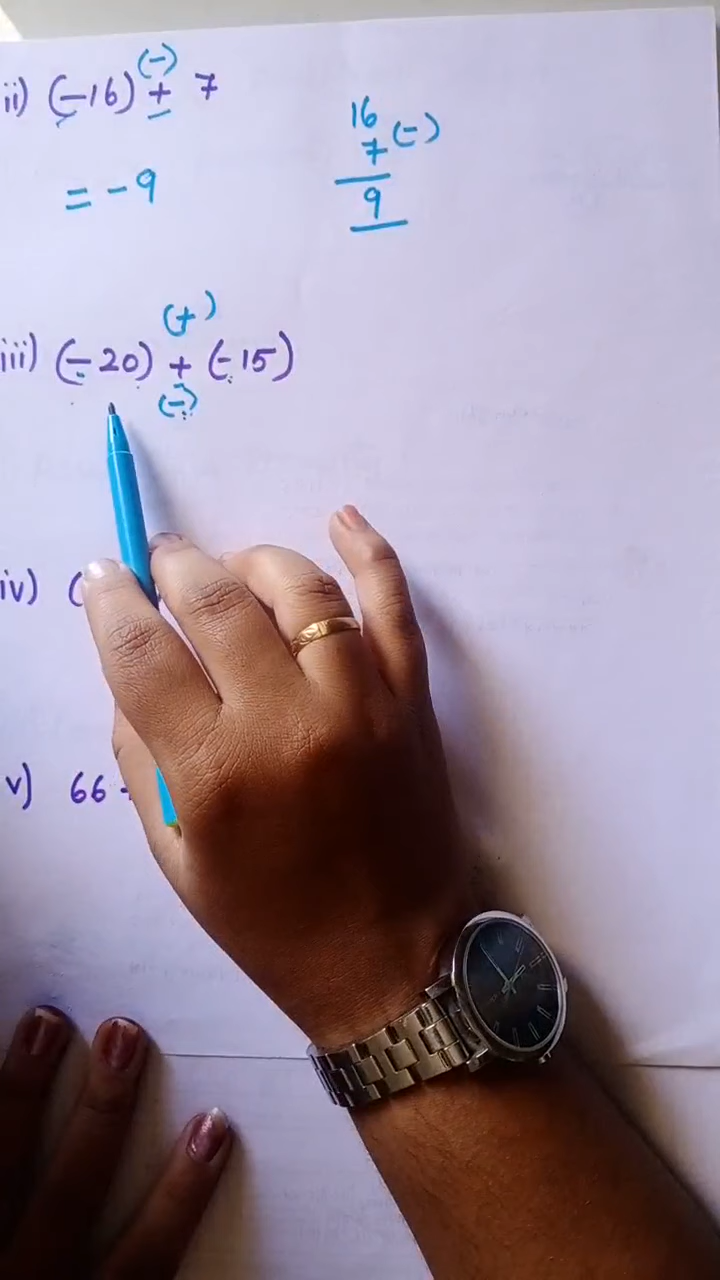 (-)
ii) (-16) + 7
= -9
16
7 (-)
9
(+)
iii) (-20) + (-15)
(-)
iv) (
v) 66